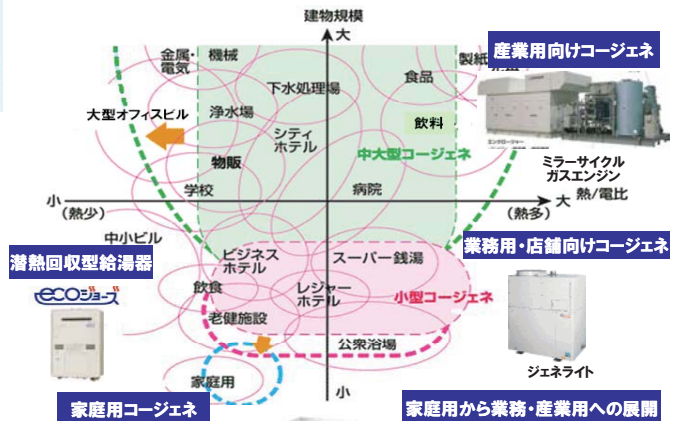 建物規模
大
金属・
電気
機械
製紙
産業用向けコージェネ
下水処理場
食品
大型オフィスビル
浄水場
飲料
シティ
ホテル
中大型コージェネ
物販
ミラーサイクル
ガスエンジン
学校
病院
小
(熱少)
大
熱/電比
(熱多)
中小ビル
業務用・店舗向けコージェネ
潜熱回収型給湯器
ビジネス
ホテル
スーパー銭湯
ecoジョーズ
飲食
レジャー
ホテル
小型コージェネ
老健施設
公衆浴場
ジェネライト
家庭用
小
家庭用コージェネ
家庭用から業務・産業用への展開